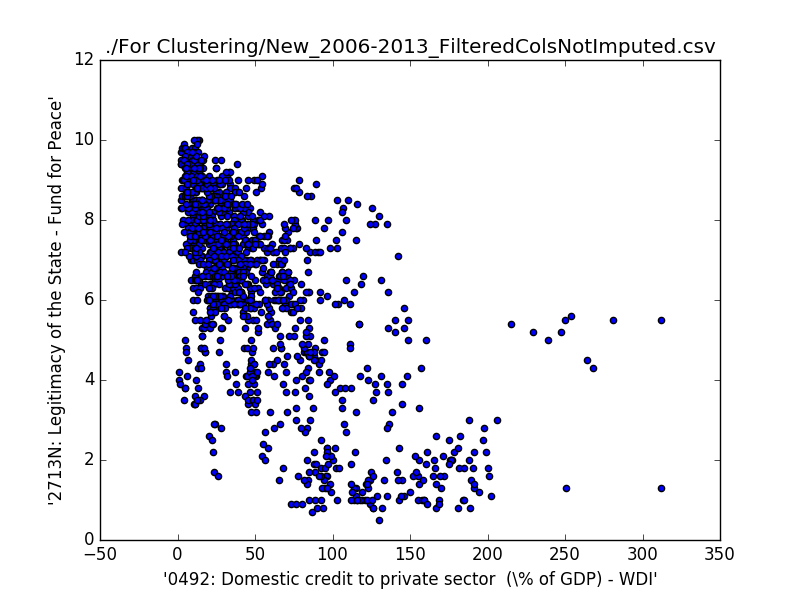 ./For Clustering/New_2006-2013_FilteredColsNotImputed.csv
12
10
8
6
4
2
0
'2713N: Legitimacy of the State - Fund for Peace'
−50 0 50 100 150 200 250 300 350
'0492: Domestic credit to private sector  (\% of GDP) - WDI'